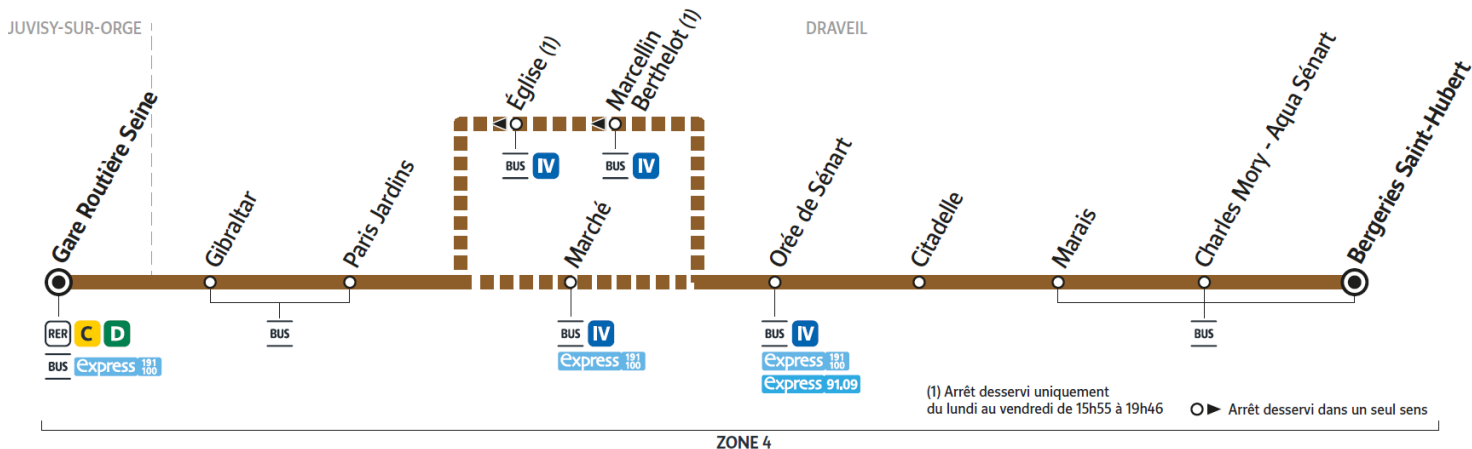 JUVISY-SUR-ORGE
DRAVEIL
Gare Routière Seine
Gibraltar
Paris Jardins
Église (1)
Marcellin
Berthelot (1)
Marché
Orée de Sénart
Citadelle
Marais
Charles Mory - Aqua Sénart
Bergeries Saint-Hubert
BUS IV
BUS IV
RER C D
BUS express 191 100
BUS
BUS IV
express 191 100
BUS IV
express 191 100
express 91.09
BUS
(1) Arrêt desservi uniquement
du lundi au vendredi de 15h55 à 19h46
Arrêt desservi dans un seul sens
ZONE 4